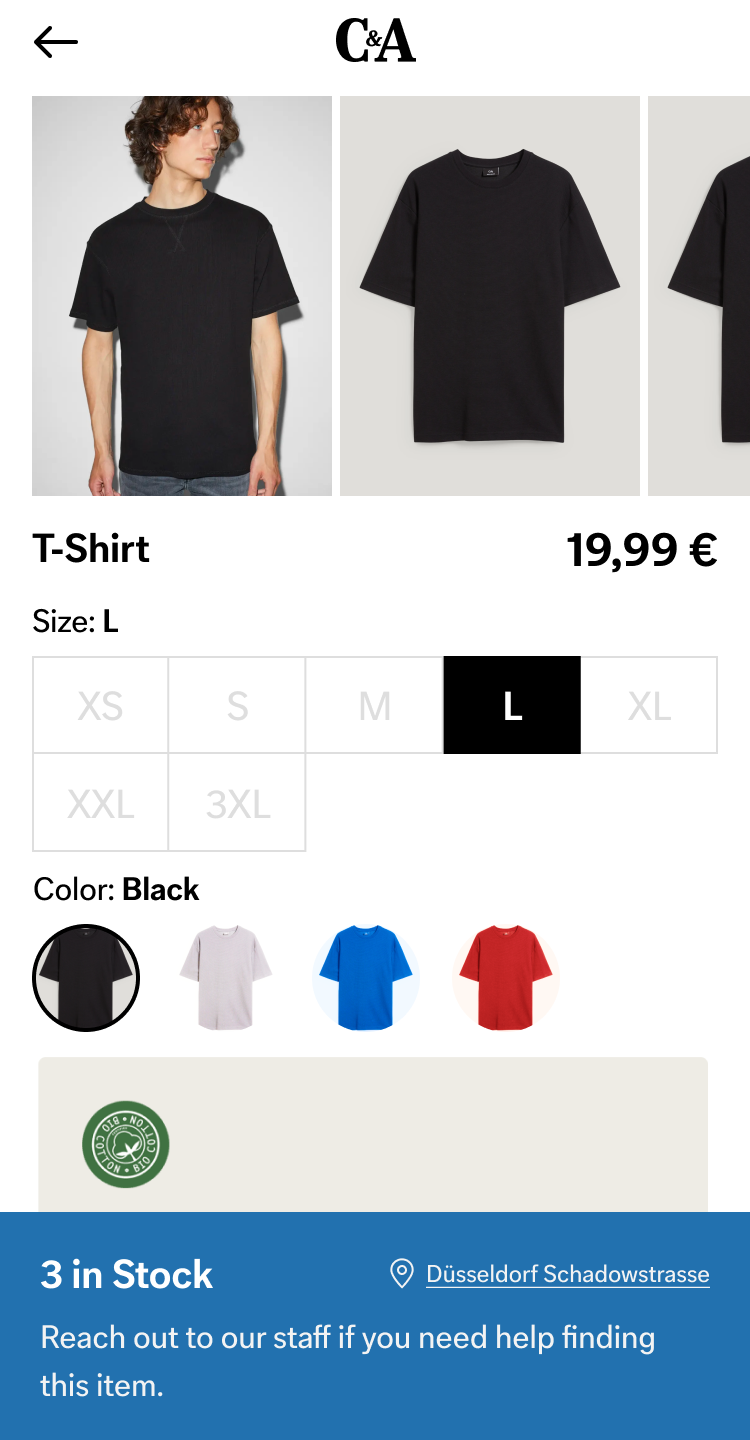 C&A
T-Shirt
19,99 €
Size: L
XS
S
M
L
XL
XXL
3XL
Color: Black
BIO COTTON • BIO COTTON •
3 in Stock
Düsseldorf Schadowstrasse
Reach out to our staff if you need help finding
this item.